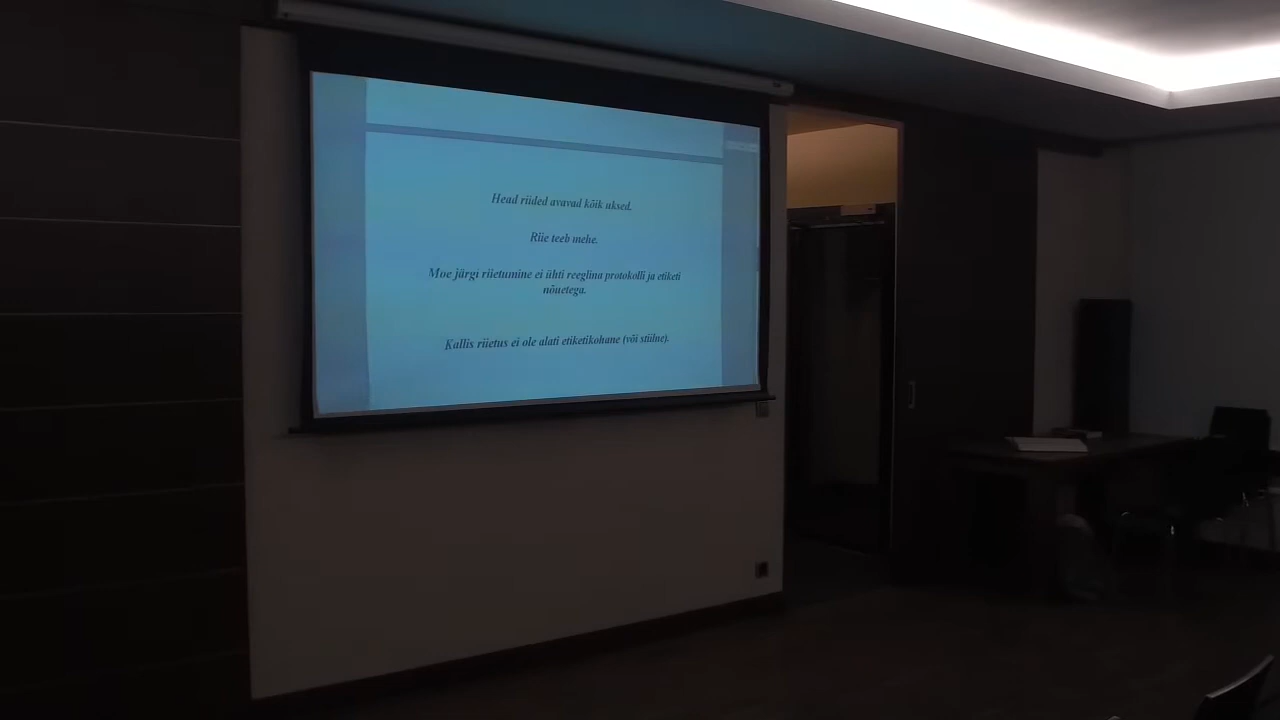 Head riided avavad kõik uksed.
Riie teeb mehe.
Moe järgi riietumine ei ühti reeglina protokolli ja etiketi
nõuetega.
Kallis riietus ei ole alati etiketikohane (või stiilne).